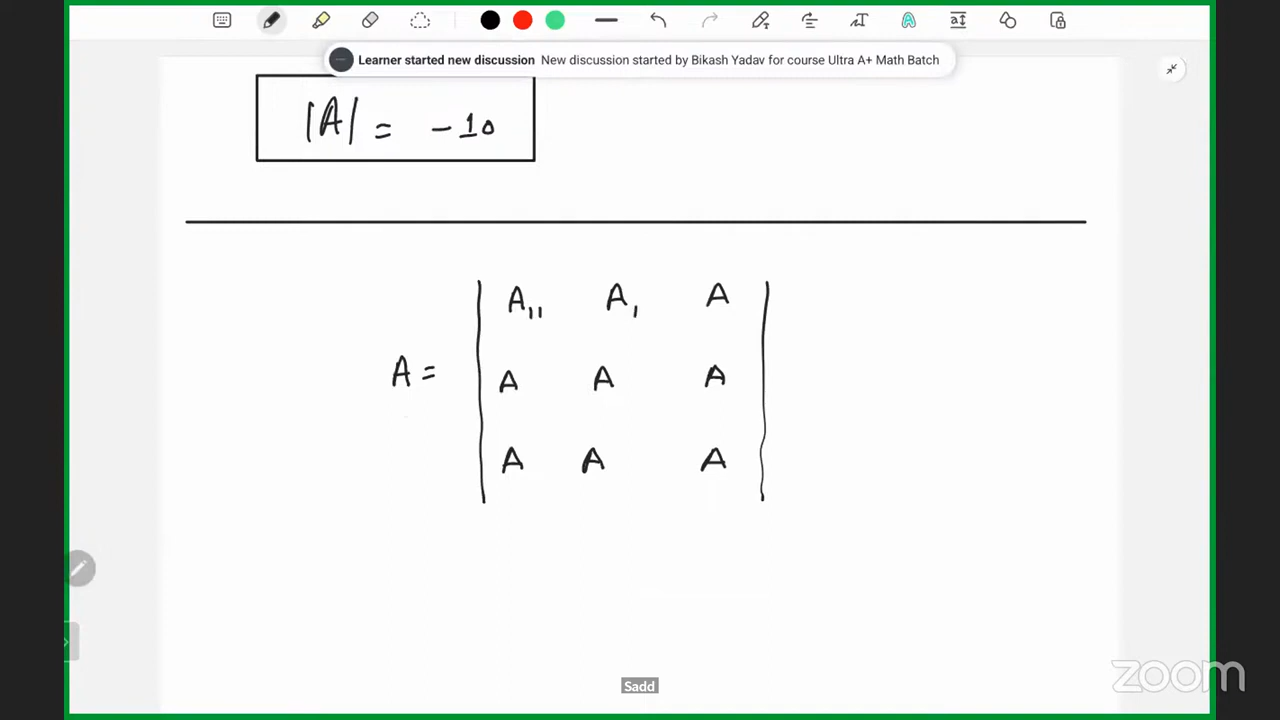 Learner started new discussion New discussion started by Bikash Yadav for course Ultra A+ Math Batch
|A| = -10
A₁₁ A₁ A
A = A A A
A A A
Sadd
zoom